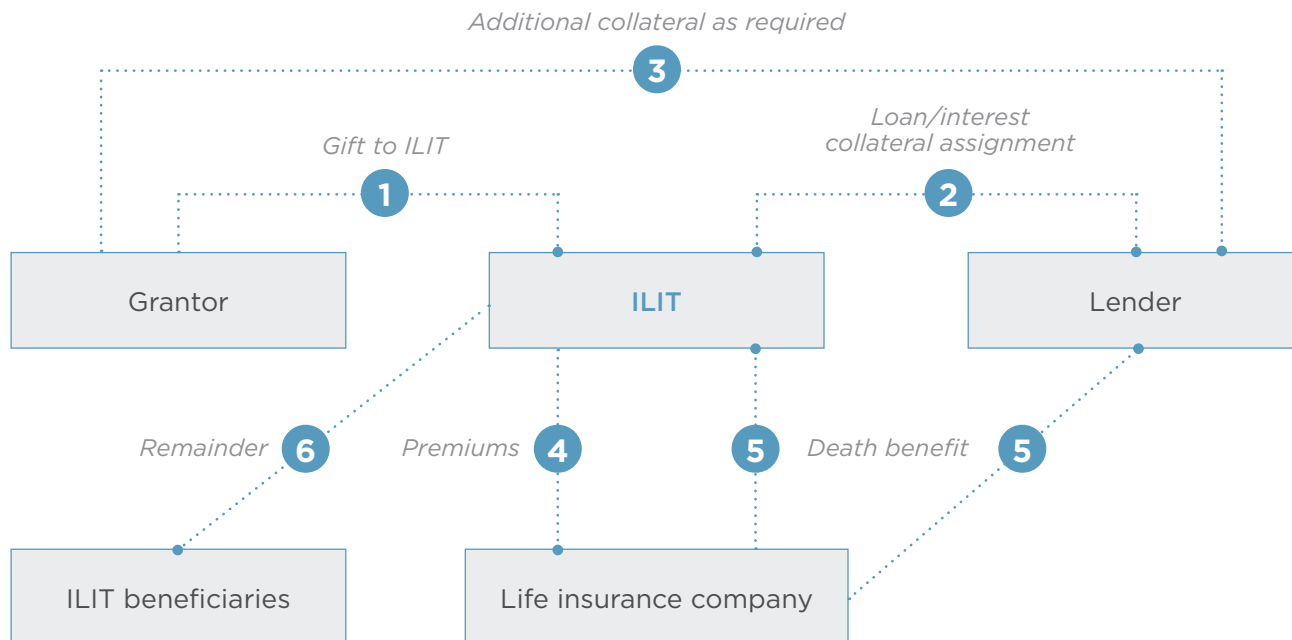 Additional collateral as required
3
Loan/interest
collateral assignment
Gift to ILIT
1
2
Grantor
ILIT
Lender
Remainder
6
Premiums
4
5
Death benefit
5
ILIT beneficiaries
Life insurance company